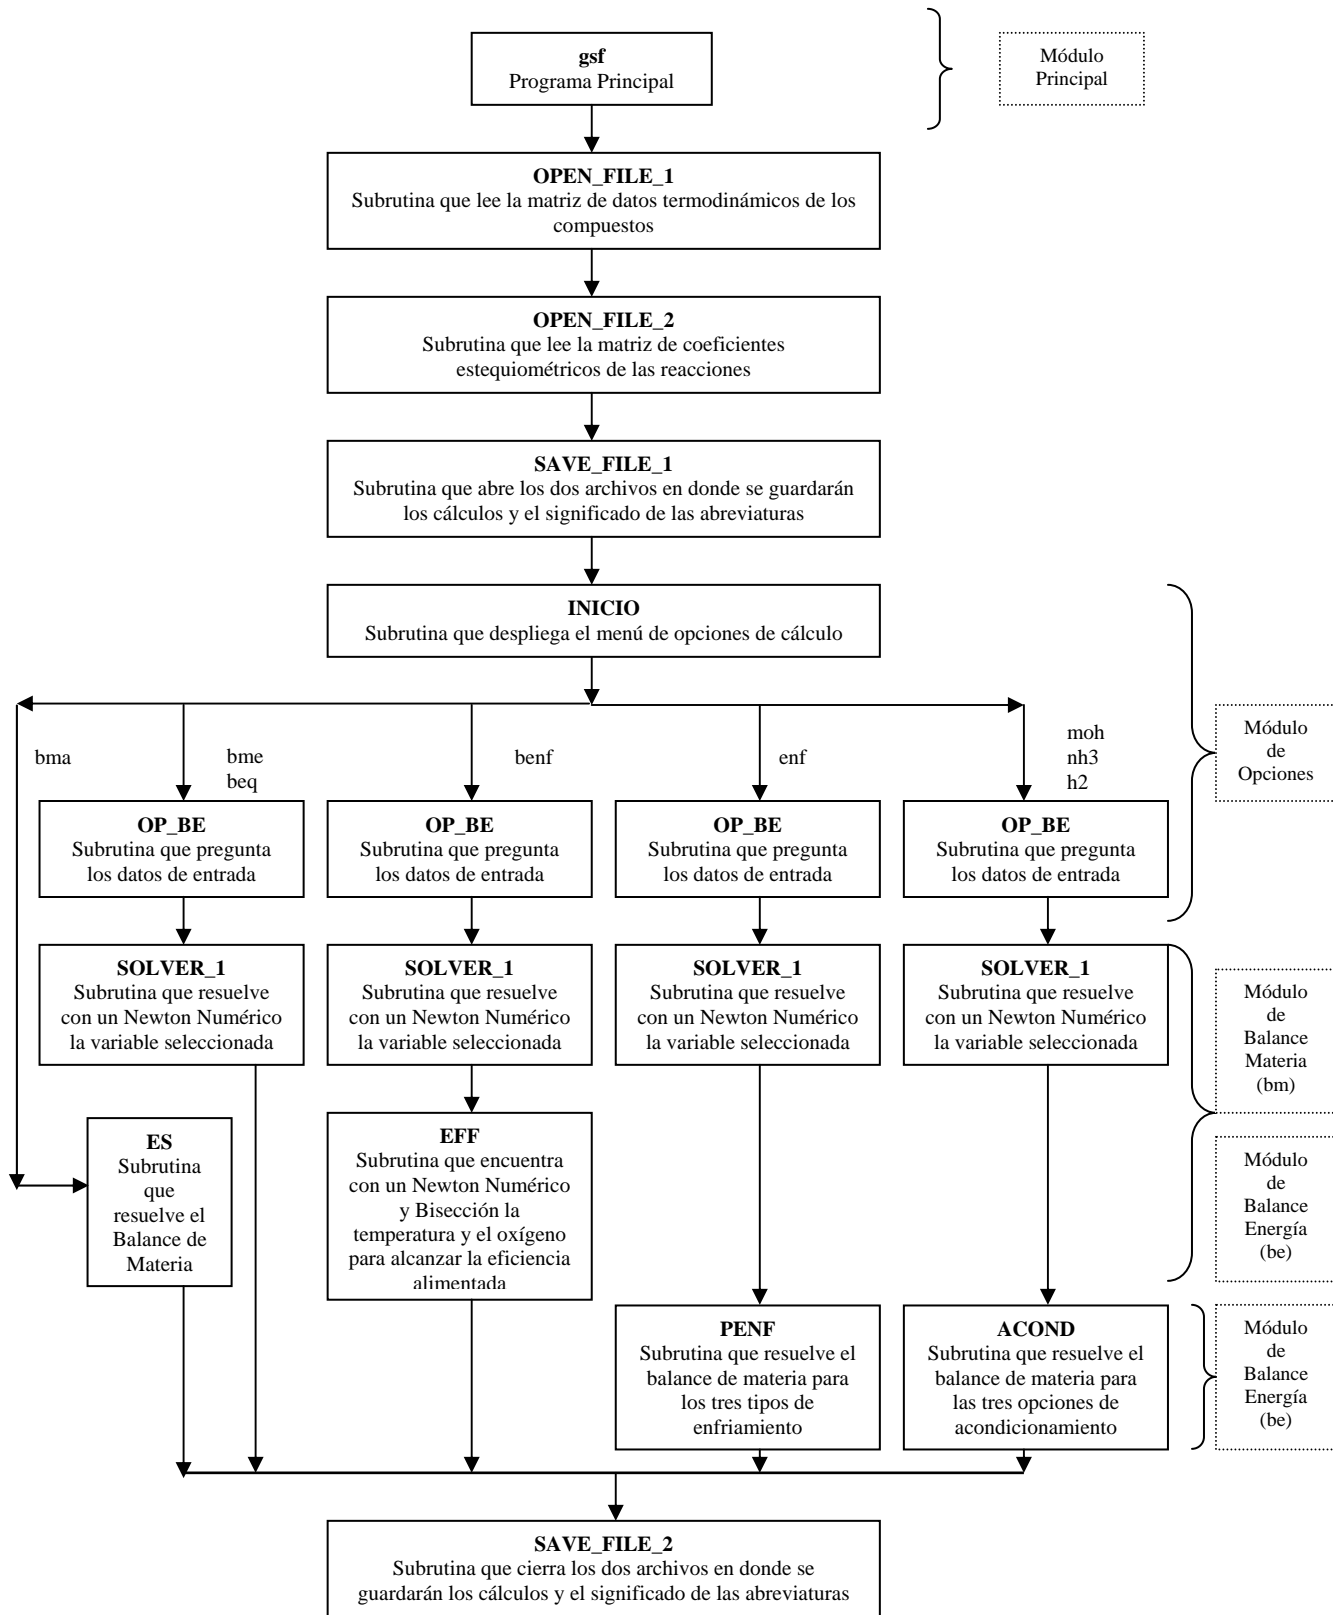 gsf
Programa Principal
Módulo
Principal
OPEN_FILE_1
Subrutina que lee la matriz de datos termodinámicos de los
compuestos
OPEN_FILE_2
Subrutina que lee la matriz de coeficientes
estequiométricos de las reacciones
SAVE_FILE_1
Subrutina que abre los dos archivos en donde se guardarán
los cálculos y el significado de las abreviaturas
INICIO
Subrutina que despliega el menú de opciones de cálculo
Módulo
de
Opciones
bma
bme
beq
benf
enf
moh
nh3
h2
OP_BE
Subrutina que pregunta
los datos de entrada
OP_BE
Subrutina que pregunta
los datos de entrada
OP_BE
Subrutina que pregunta
los datos de entrada
OP_BE
Subrutina que pregunta
los datos de entrada
SOLVER_1
Subrutina que resuelve
con un Newton Numérico
la variable seleccionada
SOLVER_1
Subrutina que resuelve
con un Newton Numérico
la variable seleccionada
SOLVER_1
Subrutina que resuelve
con un Newton Numérico
la variable seleccionada
SOLVER_1
Subrutina que resuelve
con un Newton Numérico
la variable seleccionada
Módulo
de
Balance
Materia
(bm)
ES
Subrutina
que
resuelve el
Balance de
Materia
EFF
Subrutina que encuentra
con un Newton Numérico
y Bisección la
temperatura y el oxígeno
para alcanzar la eficiencia
alimentada
Módulo
de
Balance
Energía
(be)
PENF
Subrutina que resuelve el
balance de materia para
los tres tipos de
enfriamiento
ACOND
Subrutina que resuelve el
balance de materia para
las tres opciones de
acondicionamiento
Módulo
de
Balance
Energía
(be)
SAVE_FILE_2
Subrutina que cierra los dos archivos en donde se
guardarán los cálculos y el significado de las abreviaturas